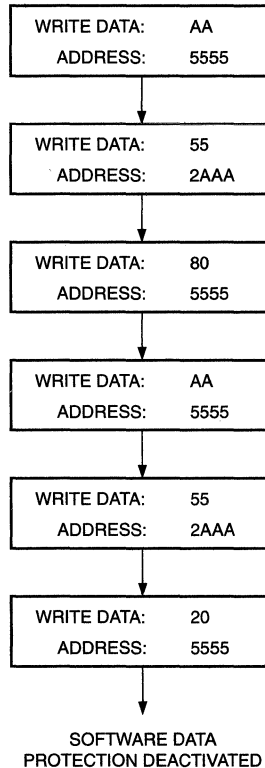 WRITE DATA: AA
ADDRESS: 5555
WRITE DATA: 55
ADDRESS: 2AAA
WRITE DATA: 80
ADDRESS: 5555
WRITE DATA: AA
ADDRESS: 5555
WRITE DATA: 55
ADDRESS: 2AAA
WRITE DATA: 20
ADDRESS: 5555
SOFTWARE DATA
PROTECTION DEACTIVATED